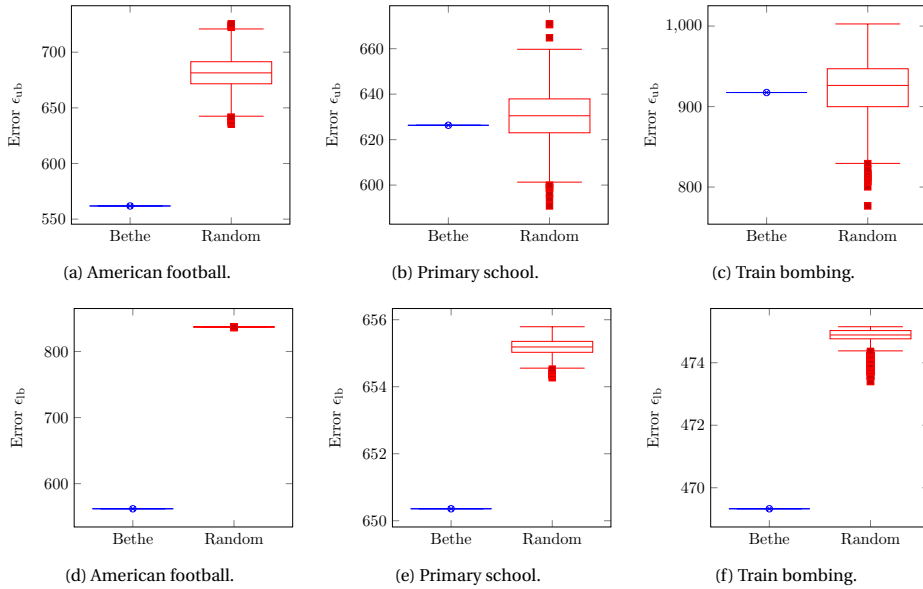 Error ϵub
700
650
600
550
Bethe Random
(a) American football.
Error ϵub
660
640
620
600
Bethe Random
(b) Primary school.
Error ϵub
1,000
900
800
Bethe Random
(c) Train bombing.
Error ϵlb
800
700
600
Bethe Random
(d) American football.
Error ϵlb
656
654
652
650
Bethe Random
(e) Primary school.
Error ϵlb
474
472
470
Bethe Random
(f) Train bombing.